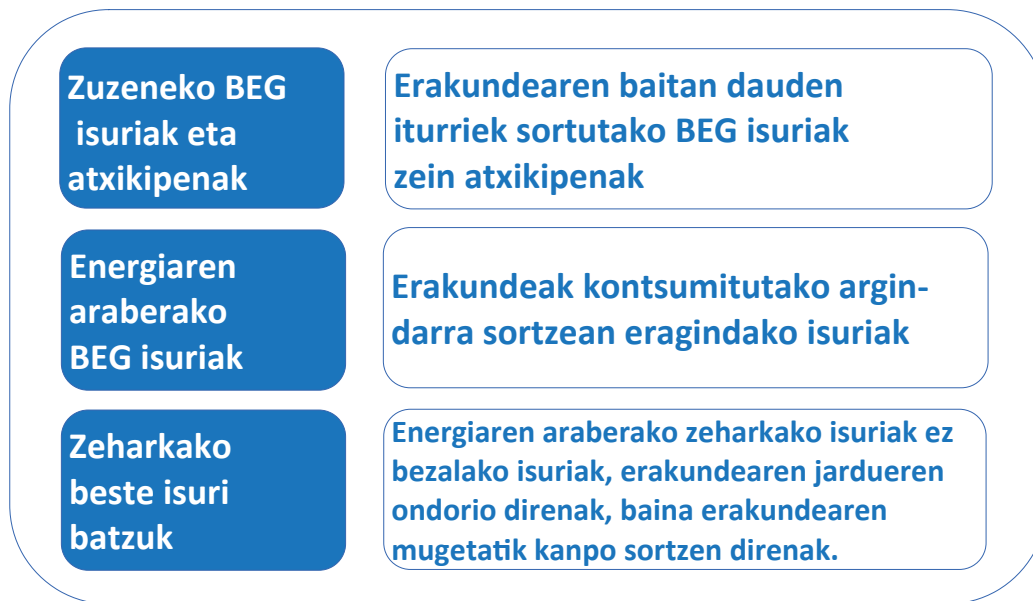 Zuzeneko BEG
isuriak eta
atxikipenak
Erakundearen baitan dauden
iturriek sortutako BEG isuriak
zein atxikipenak
Energiaren
araberako
BEG isuriak
Erakundeak kontsumitutako argin-
darra sortzean eragindako isuriak
Zeharkako
beste isuri
batzuk
Energiaren araberako zeharkako isuriak ez
bezalako isuriak, erakundearen jardueren
ondorio direnak, baina erakundearen
mugetatik kanpo sortzen direnak.